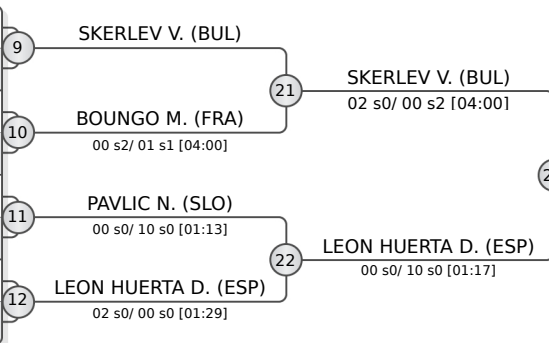 SKERLEV V. (BUL)
9
21
SKERLEV V. (BUL)
02 s0/ 00 s2 [04:00]
BOUNGO M. (FRA)
10
00 s2/ 01 s1 [04:00]
PAVLIC N. (SLO)
11
00 s0/ 10 s0 [01:13]
22
LEON HUERTA D. (ESP)
00 s0/ 10 s0 [01:17]
LEON HUERTA D. (ESP)
12
02 s0/ 00 s0 [01:29]